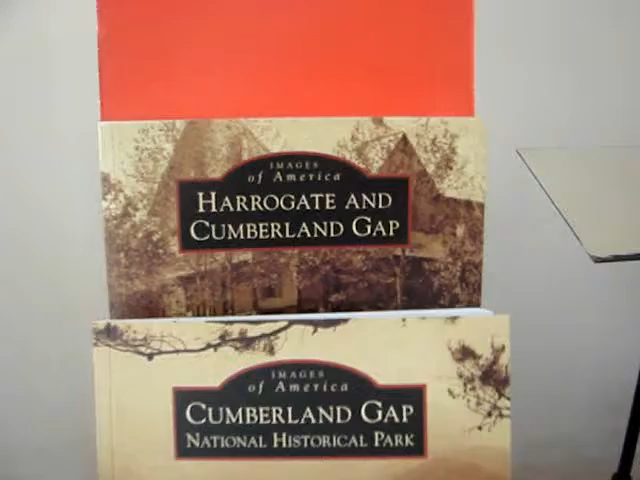 IMAGES
of America
HARROGATE AND
CUMBERLAND GAP
IMAGES
of America
CUMBERLAND GAP
NATIONAL HISTORICAL PARK